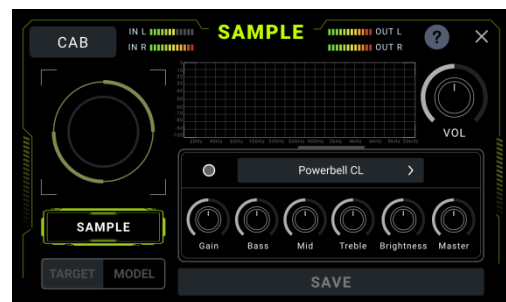 CAB
IN L
IN R
SAMPLE
OUT L
OUT R
?
VOL
Powerbell CL
SAMPLE
Gain Bass Mid Treble Brightness Master
TARGET MODEL
SAVE